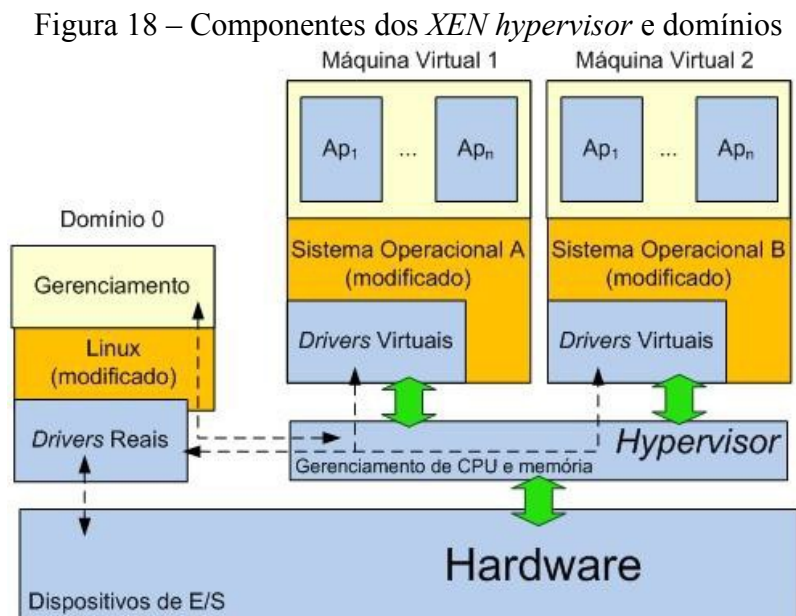 Figura 18 – Componentes dos XEN hypervisor e domínios
Máquina Virtual 1
Máquina Virtual 2
Ap1 ... Apn
Ap1 ... Apn
Domínio 0
Gerenciamento
Linux
(modificado)
Drivers Reais
Sistema Operacional A
(modificado)
Drivers Virtuais
Sistema Operacional B
(modificado)
Drivers Virtuais
Hypervisor
Gerenciamento de CPU e memória
Hardware
Dispositivos de E/S